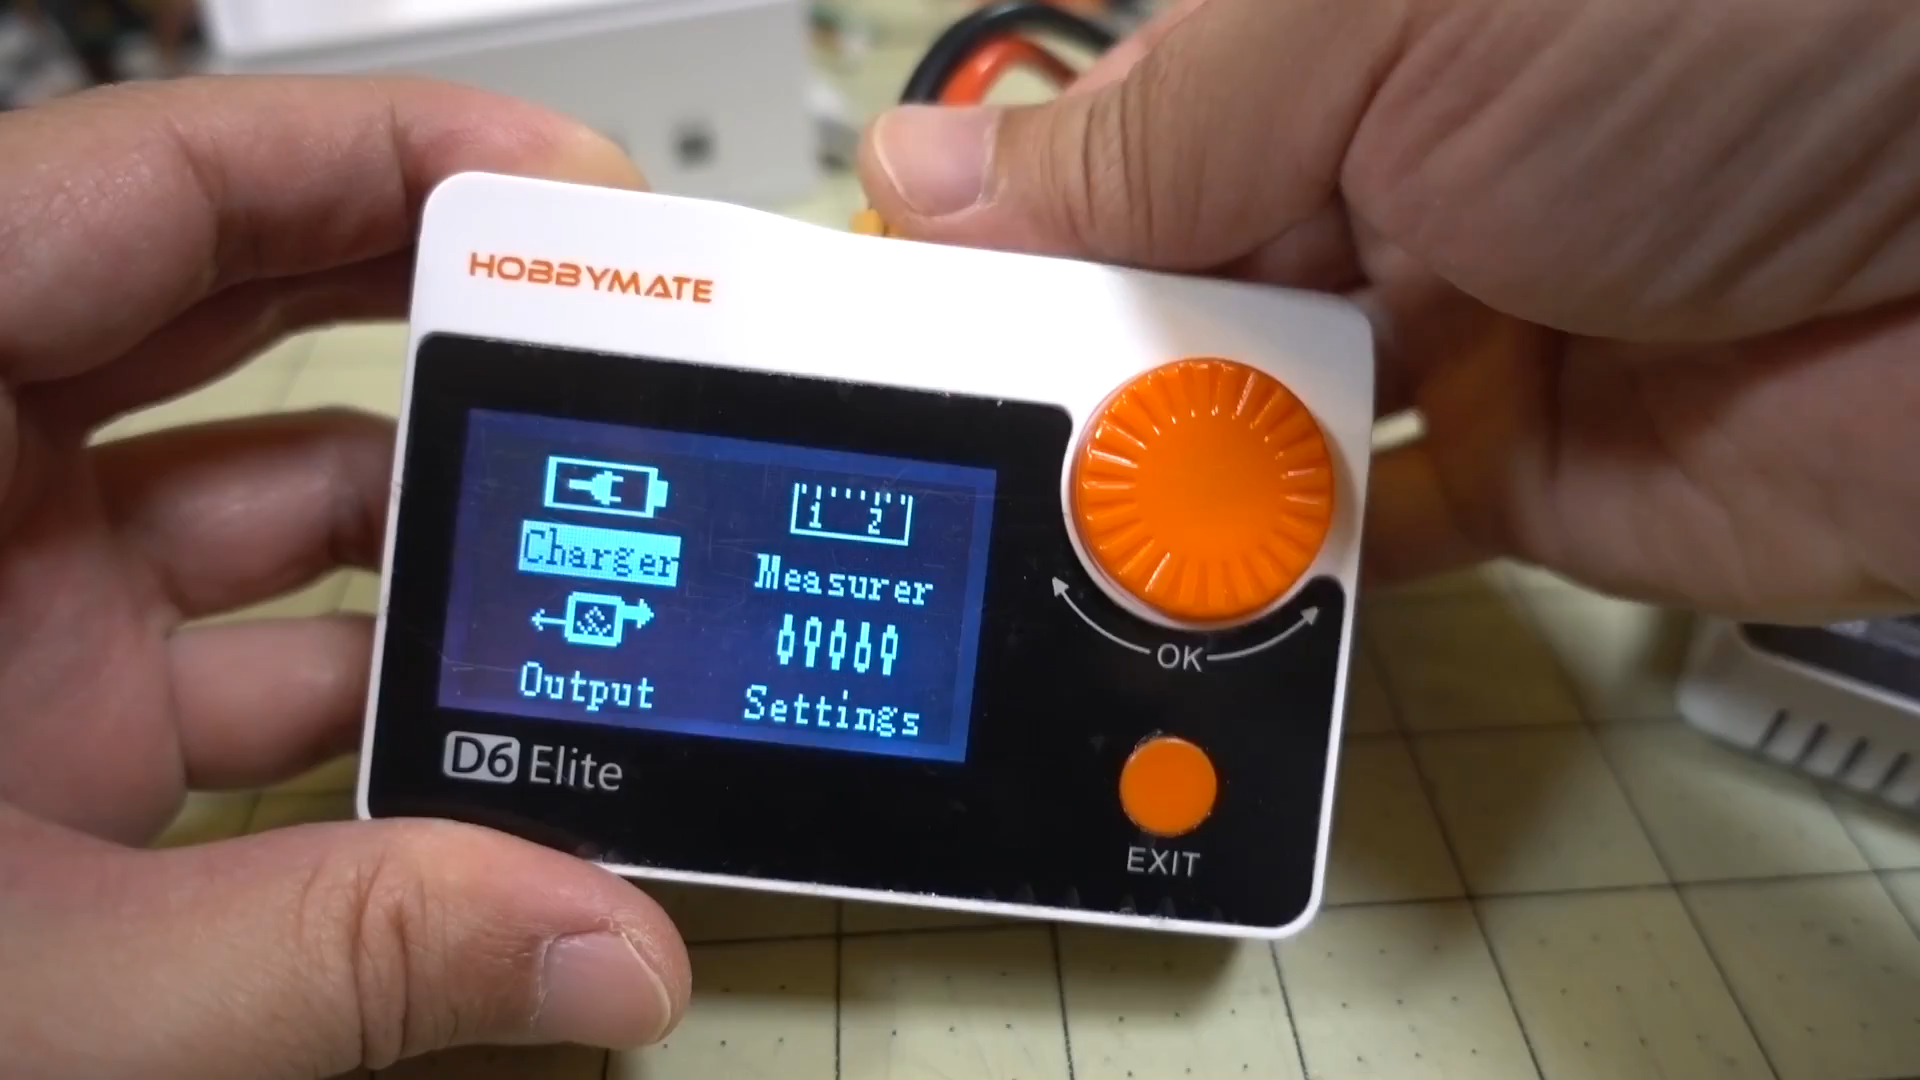 HOBBYMATE
1 2
Charger
Measurer
Output
Settings
OK
D6 Elite
EXIT